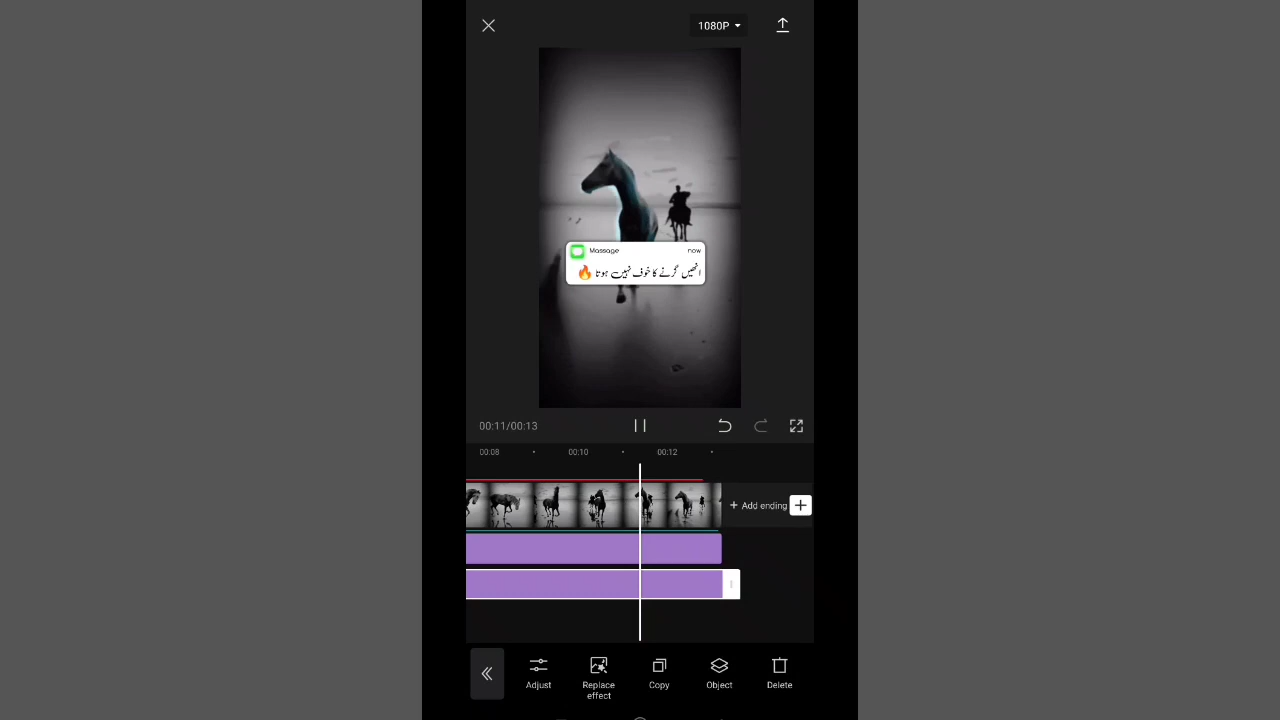 1080P
Massage now
انھیں گرنے کا خوف نہیں ہوتا 🔥
00:11/00:13
00:08 00:10 00:12
+ Add ending
Adjust Replace effect Copy Object Delete